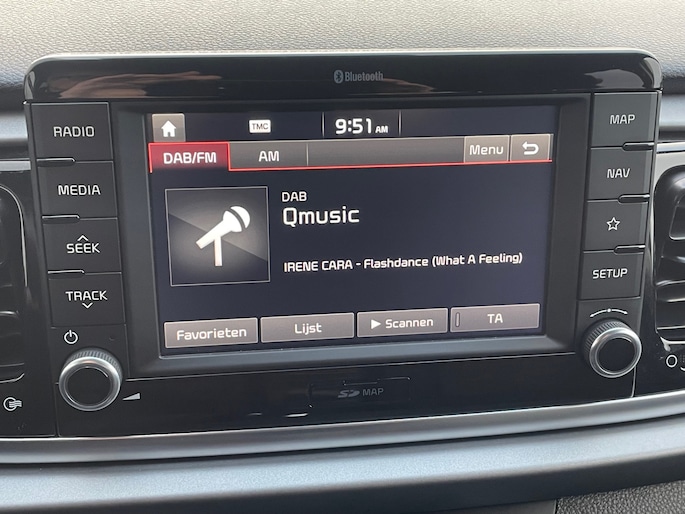 Bluetooth
RADIO
MEDIA
SEEK
TRACK
TMC
9:51 AM
DAB/FM
AM
Menu
DAB
Qmusic
IRENE CARA - Flashdance (What A Feeling)
Favorieten
Lijst
Scannen
TA
MAP
NAV
SETUP
SD MAP